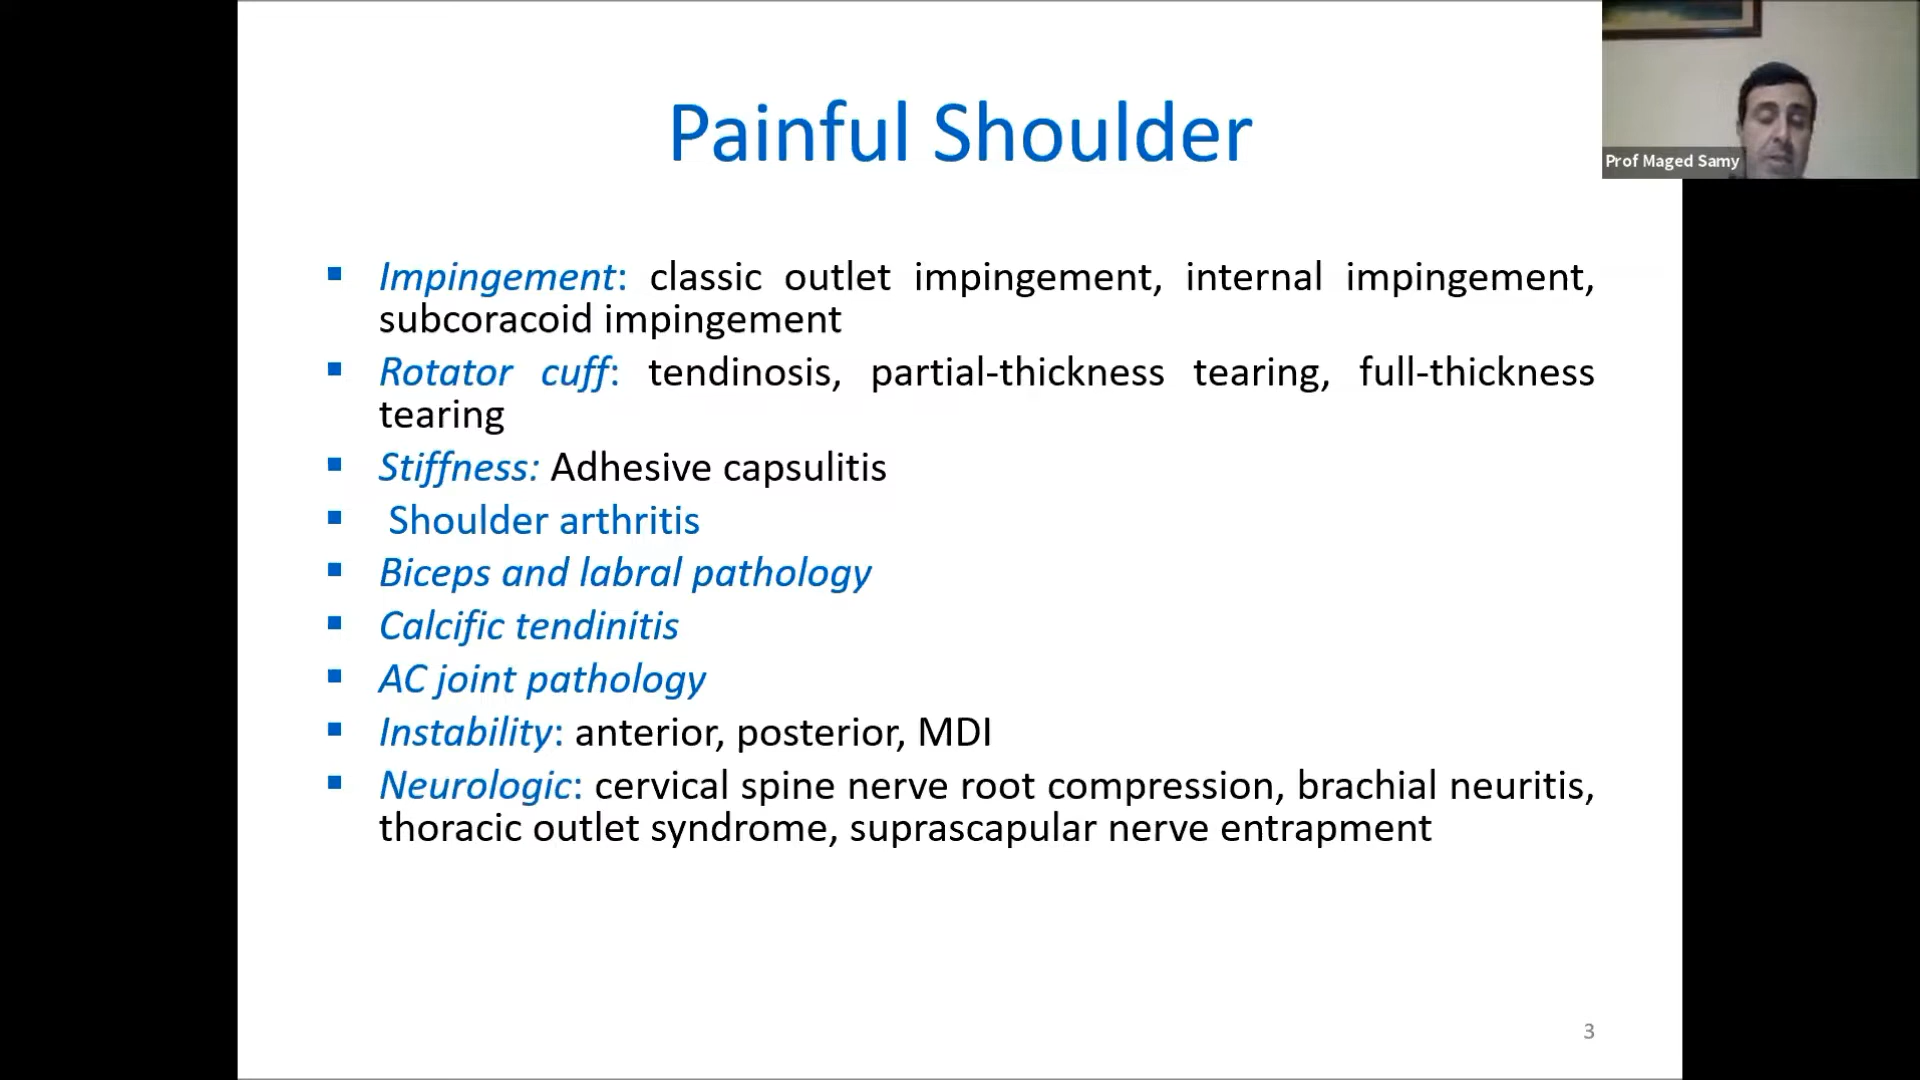 Painful Shoulder
Prof Maged Samy
▪ Impingement: classic outlet impingement, internal impingement,
subcoracoid impingement
▪ Rotator cuff: tendinosis, partial-thickness tearing, full-thickness
tearing
▪ Stiffness: Adhesive capsulitis
▪ Shoulder arthritis
▪ Biceps and labral pathology
▪ Calcific tendinitis
▪ AC joint pathology
▪ Instability: anterior, posterior, MDI
▪ Neurologic: cervical spine nerve root compression, brachial neuritis,
thoracic outlet syndrome, suprascapular nerve entrapment
3